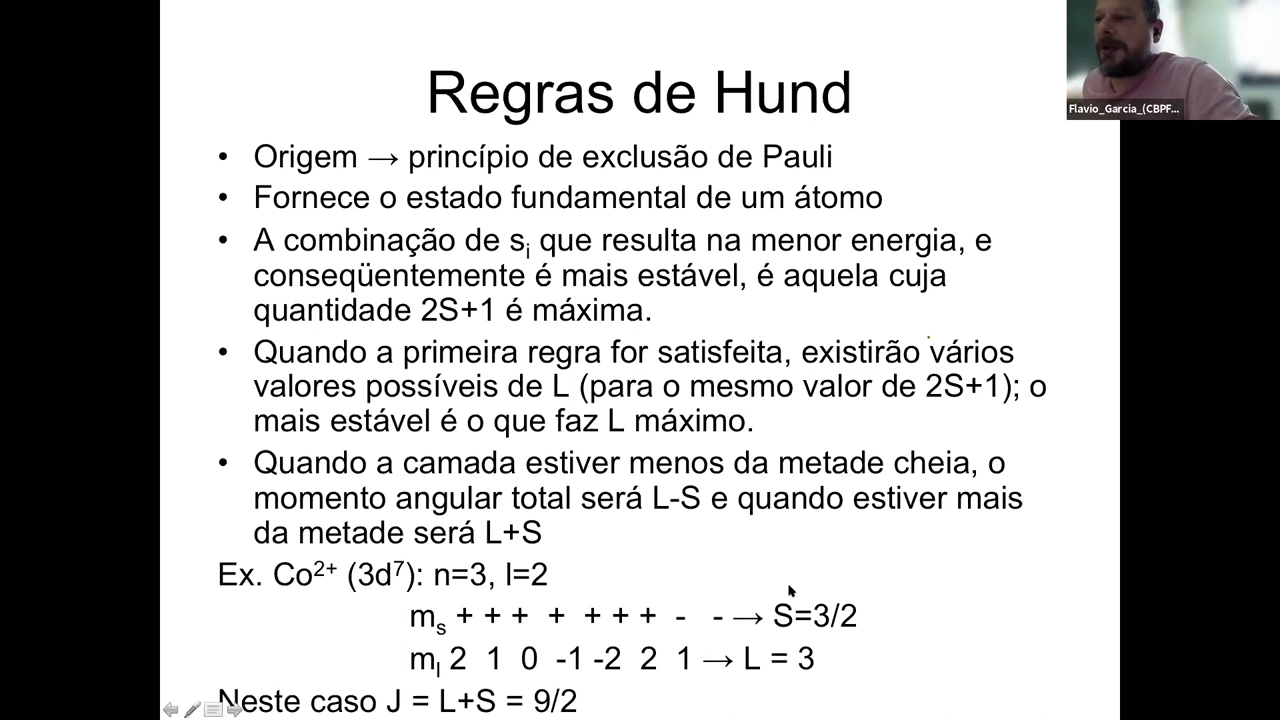 Regras de Hund
Flavio_Garcia_(CBPF...
• Origem → princípio de exclusão de Pauli
• Fornece o estado fundamental de um átomo
• A combinação de si que resulta na menor energia, e
conseqüentemente é mais estável, é aquela cuja
quantidade 2S+1 é máxima.
• Quando a primeira regra for satisfeita, existirão vários
valores possíveis de L (para o mesmo valor de 2S+1); o
mais estável é o que faz L máximo.
• Quando a camada estiver menos da metade cheia, o
momento angular total será L-S e quando estiver mais
da metade será L+S
Ex. Co2+ (3d7): n=3, l=2
ms + + + + + + + - - → S=3/2
ml 2 1 0 -1 -2 2 1 → L = 3
Neste caso J = L+S = 9/2